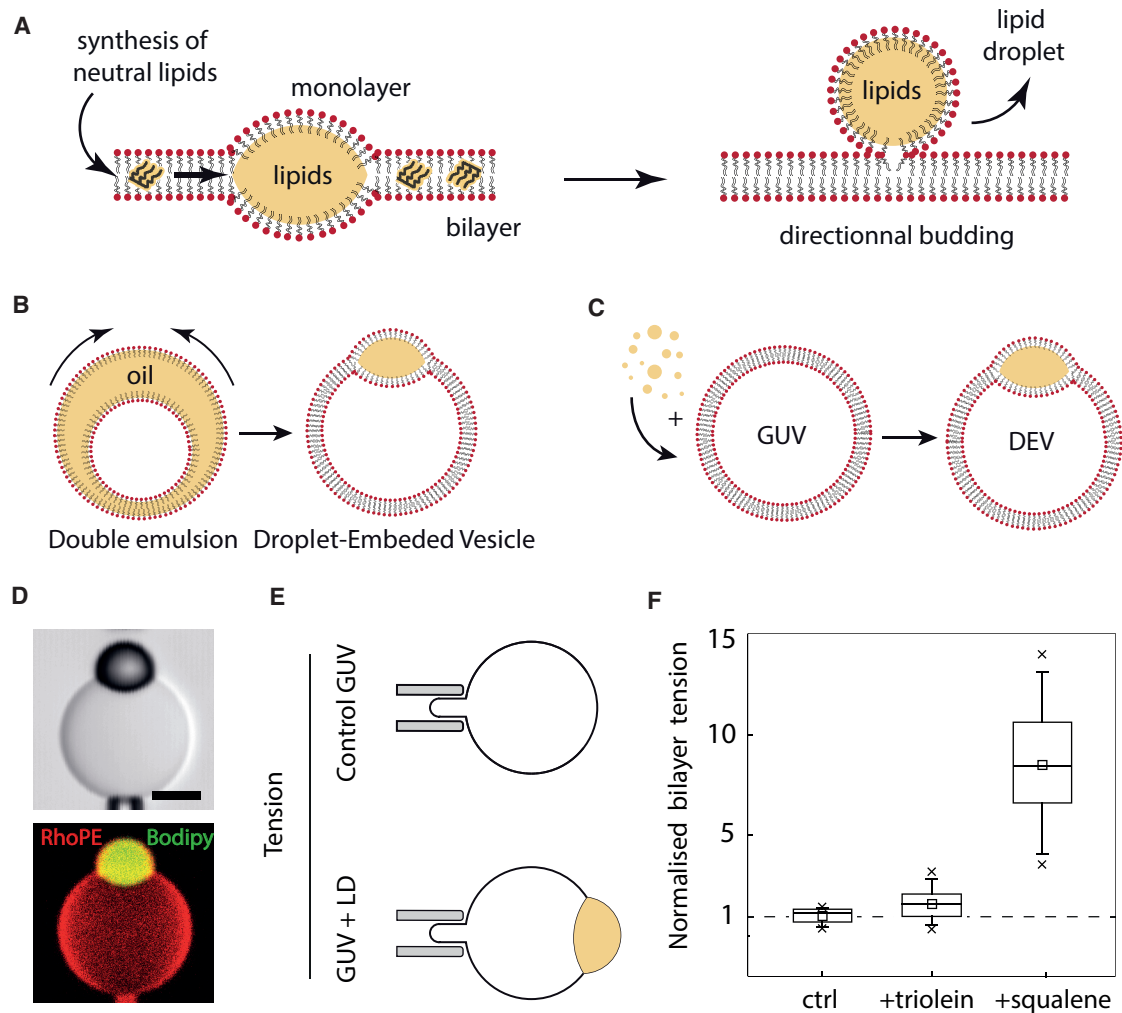 A
synthesis of
neutral lipids
monolayer
lipids
bilayer
lipids
lipid
droplet
directionnal budding
B
oil
Double emulsion
Droplet-Embeded Vesicle
C
+
GUV
DEV
D
RhoPE
Bodipy
E
Tension
Control GUV
GUV + LD
F
Normalised bilayer tension
15
10
5
1
ctrl
+triolein
+squalene